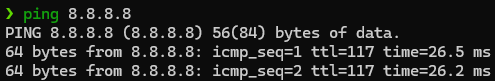 ❯ ping 8.8.8.8
PING 8.8.8.8 (8.8.8.8) 56(84) bytes of data.
64 bytes from 8.8.8.8: icmp_seq=1 ttl=117 time=26.5 ms
64 bytes from 8.8.8.8: icmp_seq=2 ttl=117 time=26.2 ms